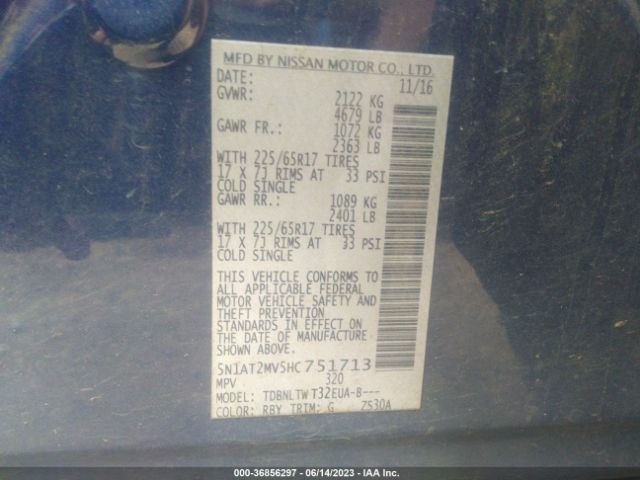 MFD BY NISSAN MOTOR CO., LTD.
DATE: 11/16
GVWR: 2122 KG
4679 LB
GAWR FR.: 1072 KG
2363 LB
WITH 225/65R17 TIRES
17 X 7J RIMS AT 33 PSI
COLD SINGLE
GAWR RR.: 1089 KG
2401 LB
WITH 225/65R17 TIRES
17 X 7J RIMS AT 33 PSI
COLD SINGLE
THIS VEHICLE CONFORMS TO
ALL APPLICABLE FEDERAL
MOTOR VEHICLE SAFETY AND
THEFT PREVENTION
STANDARDS IN EFFECT ON
THE DATE OF MANUFACTURE
SHOWN ABOVE.
5N1AT2MV5HC751713
MPV 320
MODEL: TDBNLTWT32EUA-B---
COLOR: RBY TRIM: G ZS30A
000-36856297 - 06/14/2023 - IAA Inc.